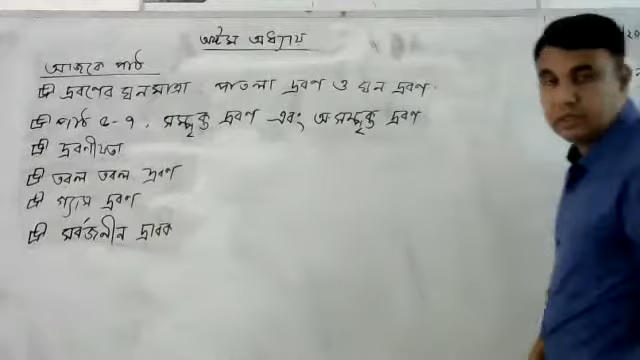 অষ্টম অধ্যায়
আজকে পাঠ
দ্রবণের ঘনমাত্রা পাতলা দ্রবণ ও ঘন দ্রবণ.
পাঠ ৫-৭. সম্পৃক্ত দ্রবণ এবং অসম্পৃক্ত দ্রবণ
দ্রবণীয়তা
তরল তরল দ্রবণ
গ্যাস দ্রবণ
সর্বজনীন দ্রাবক